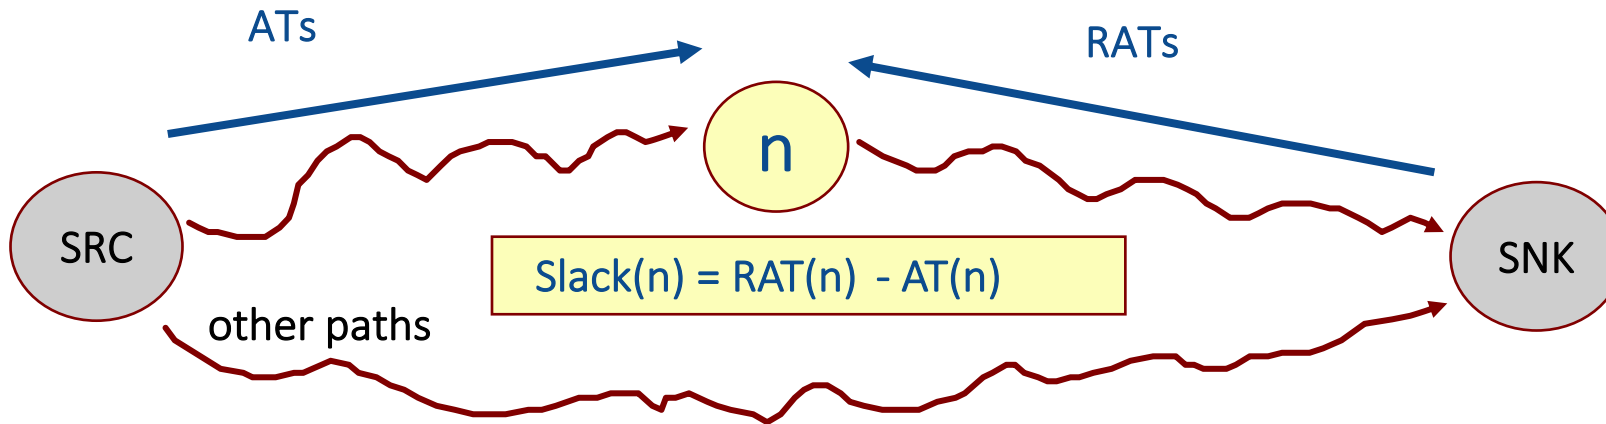 ATs
RATs
n
SRC
SNK
Slack(n) = RAT(n) - AT(n)
other paths